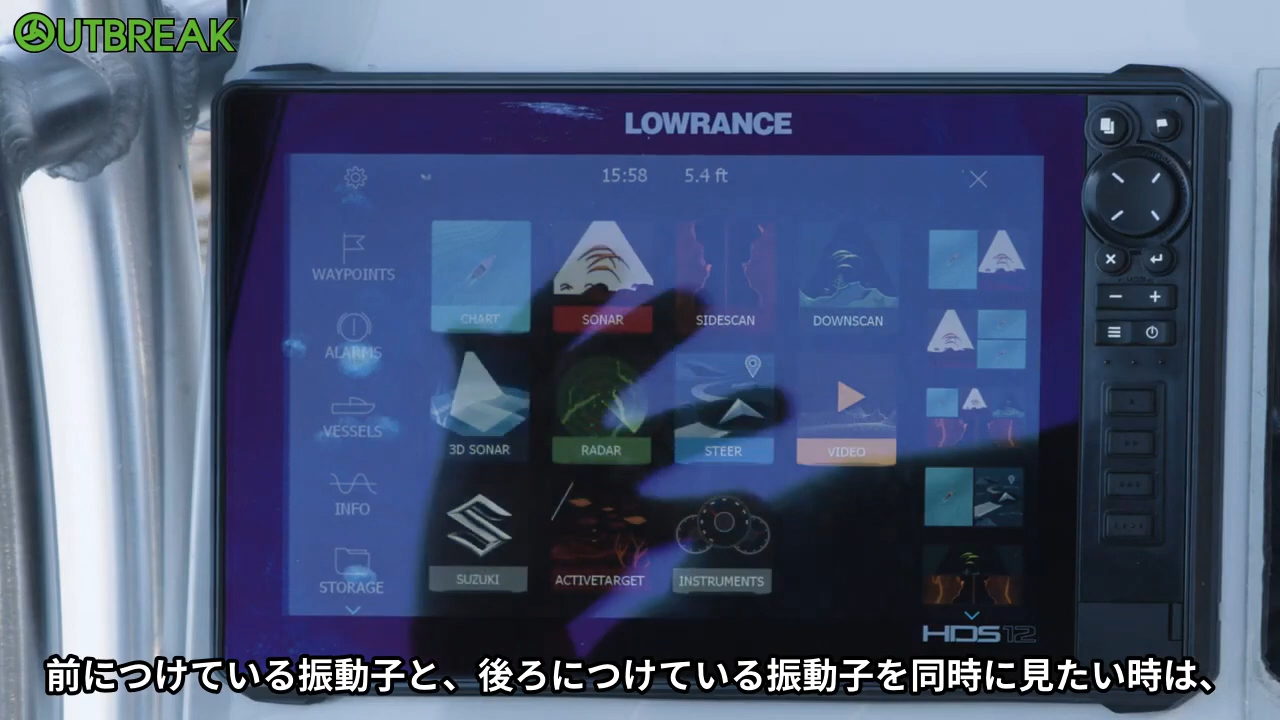 OUTBREAK
LOWRANCE
15:58 5.4 ft
WAYPOINTS
ALARMS
VESSELS
INFO
STORAGE
CHART
SONAR
SIDESCAN
DOWNSCAN
3D SONAR
RADAR
STEER
VIDEO
SUZUKI
ACTIVETARGET
INSTRUMENTS
HDS12
前につけている振動子と、後ろにつけている振動子を同時に見たい時は、